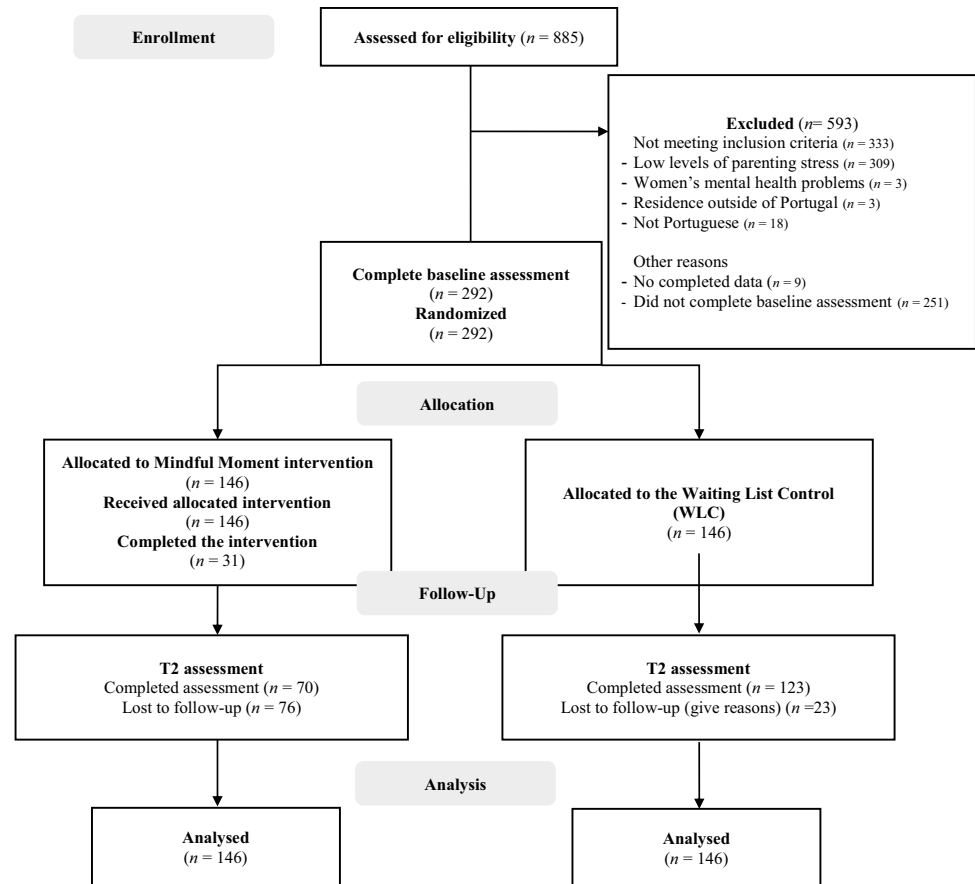 Enrollment
Assessed for eligibility (n = 885)
Excluded (n= 593)
Not meeting inclusion criteria (n = 333)
- Low levels of parenting stress (n = 309)
- Women's mental health problems (n = 3)
- Residence outside of Portugal (n = 3)
- Not Portuguese (n = 18)
Other reasons
- No completed data (n = 9)
- Did not complete baseline assessment (n = 251)
Complete baseline assessment
(n = 292)
Randomized
(n = 292)
Allocation
Allocated to Mindful Moment intervention
(n = 146)
Received allocated intervention
(n = 146)
Completed the intervention
(n = 31)
Allocated to the Waiting List Control
(WLC)
(n = 146)
Follow-Up
T2 assessment
Completed assessment (n = 70)
Lost to follow-up (n = 76)
T2 assessment
Completed assessment (n = 123)
Lost to follow-up (give reasons) (n =23)
Analysis
Analysed
(n = 146)
Analysed
(n = 146)